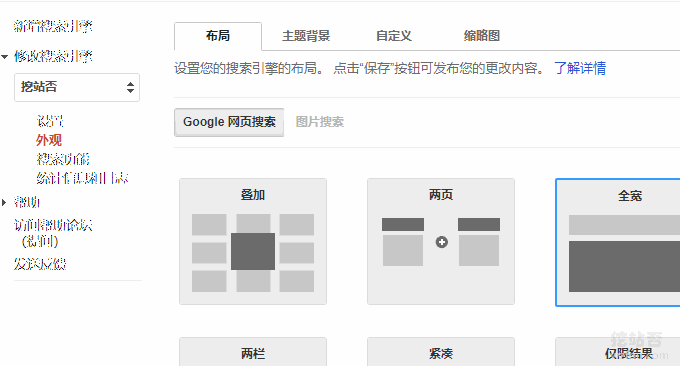 新增搜索引擎
修改搜索引擎
挖站否
设置
外观
搜索功能
统计信息和日志
帮助
访问帮助论坛
（提问）
发送反馈
布局
主题背景
自定义
缩略图
设置您的搜索引擎的布局。 点击“保存”按钮可发布您的更改内容。 了解详情
Google 网页搜索
图片搜索
叠加
两页
全宽
两栏
紧凑
仅限结果
挖站否